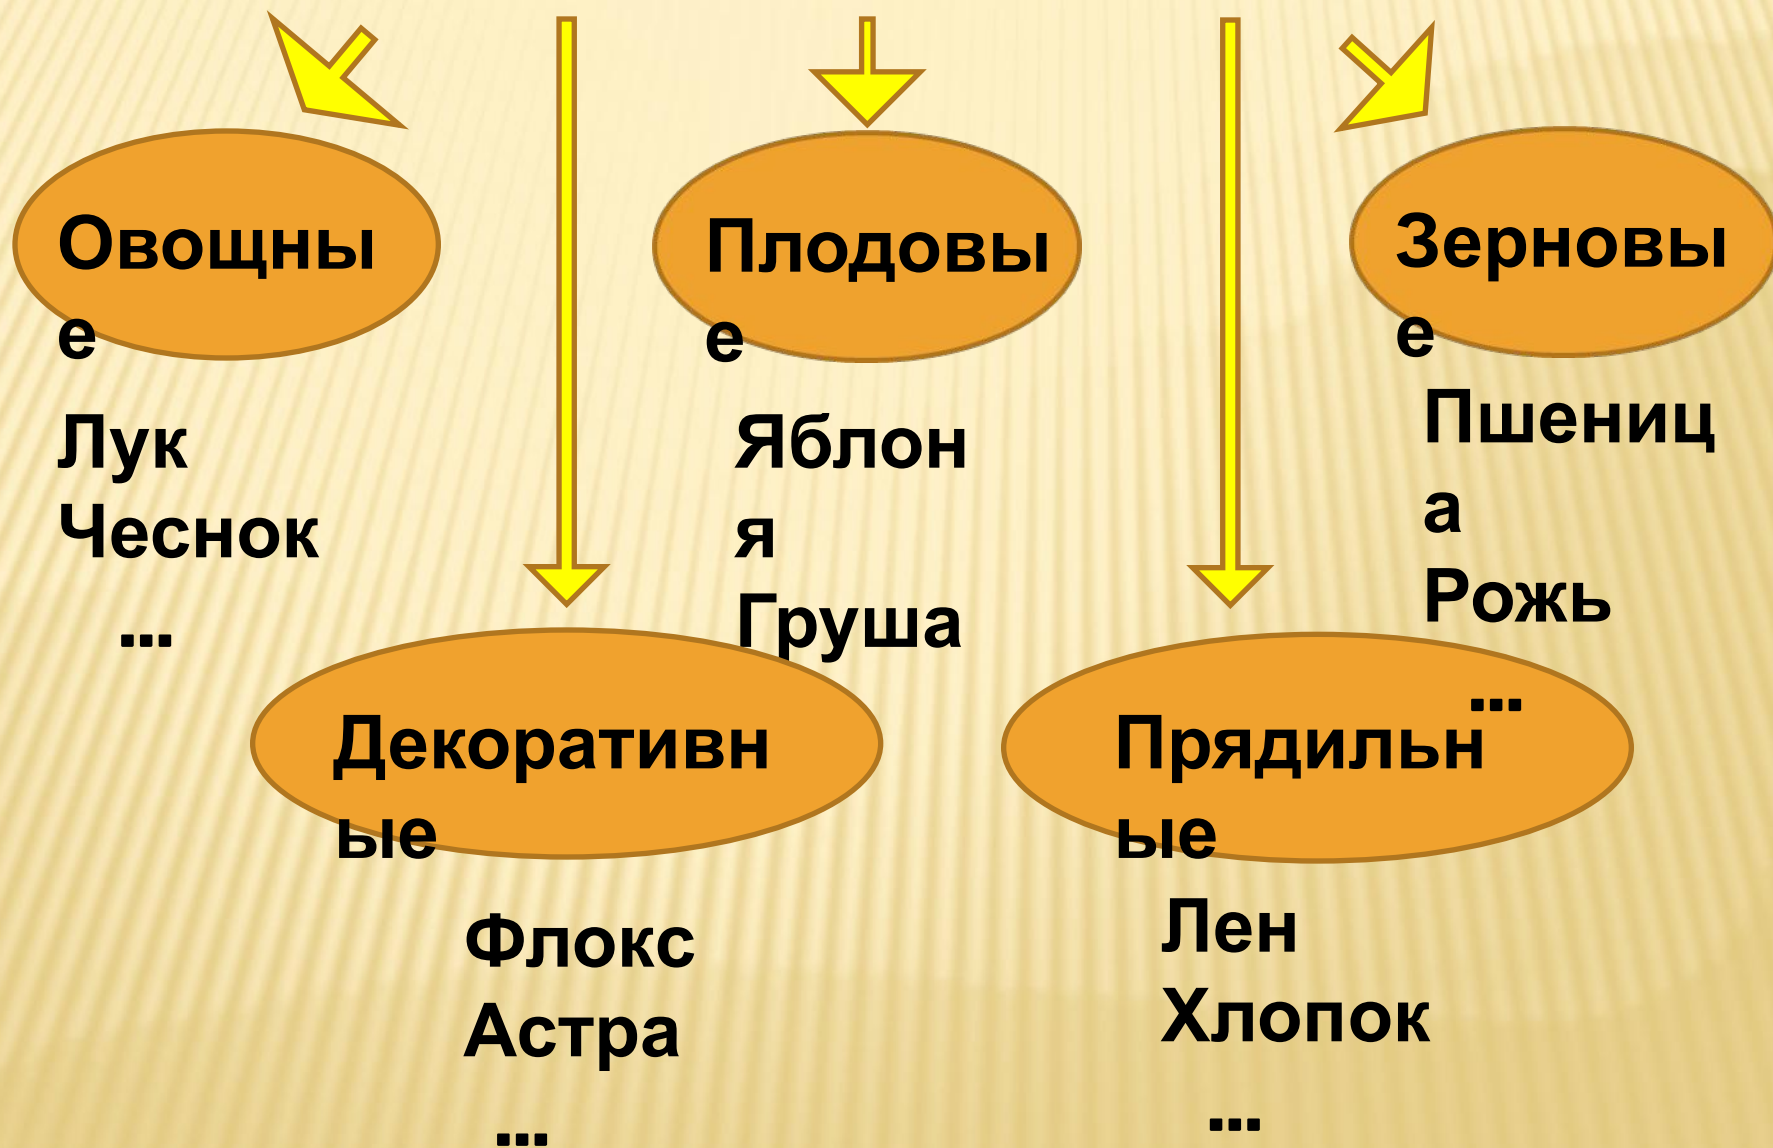 Овощны
е
Лук
Чеснок
...
Плодовы
е
Яблон
я
Груша
Зерновы
е
Пшениц
а
Рожь
...
Декоративн
ые
Флокс
Астра
...
Прядильн
ые
Лен
Хлопок
...